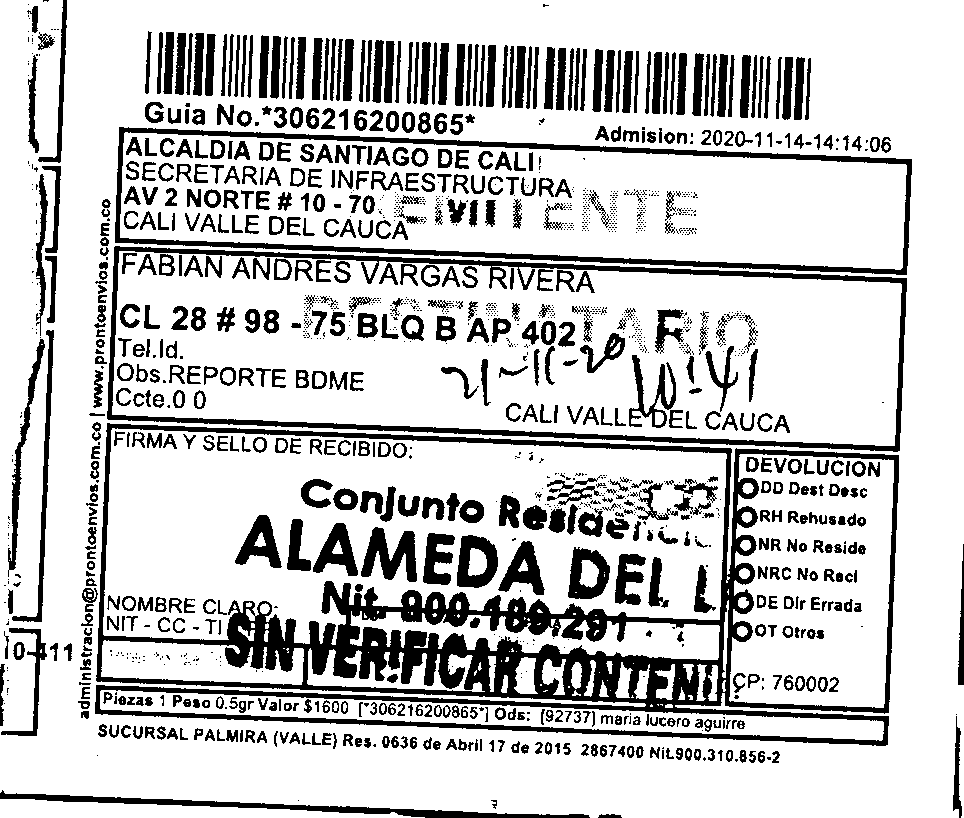 Guia No.*306216200865*
Admision: 2020-11-14-14:14:06
ALCALDIA DE SANTIAGO DE CALI
SECRETARIA DE INFRAESTRUCTURA
AV 2 NORTE # 10 - 70
CALI VALLE DEL CAUCA
FABIAN ANDRES VARGAS RIVERA
DESTINATARIO
CL 28 # 98 - 75 BLQ B AP 402
Tel.Id.
Obs.REPORTE BDME
Ccte.0 0
21-11-20 10:41
CALI VALLE DEL CAUCA
FIRMA Y SELLO DE RECIBIDO:
Conjunto Residencia
ALAMEDA DEL L
Nit. 900.189.291
SIN VERIFICAR CONTENI
NOMBRE CLARO:
NIT - CC - TI
DEVOLUCION
DD Dest Desc
RH Rehusado
NR No Reside
NRC No Recl
DE Dir Errada
OT Otros
CP: 760002
Piezas 1 Peso 0.5gr Valor $1600 [*306216200865*] Ods: [92737] maria lucero aguirre
SUCURSAL PALMIRA (VALLE) Res. 0636 de Abril 17 de 2015 2867400 Nit.900.310.856-2
administracion@prontoenvios.com.co | www.prontoenvios.com.co
10-411